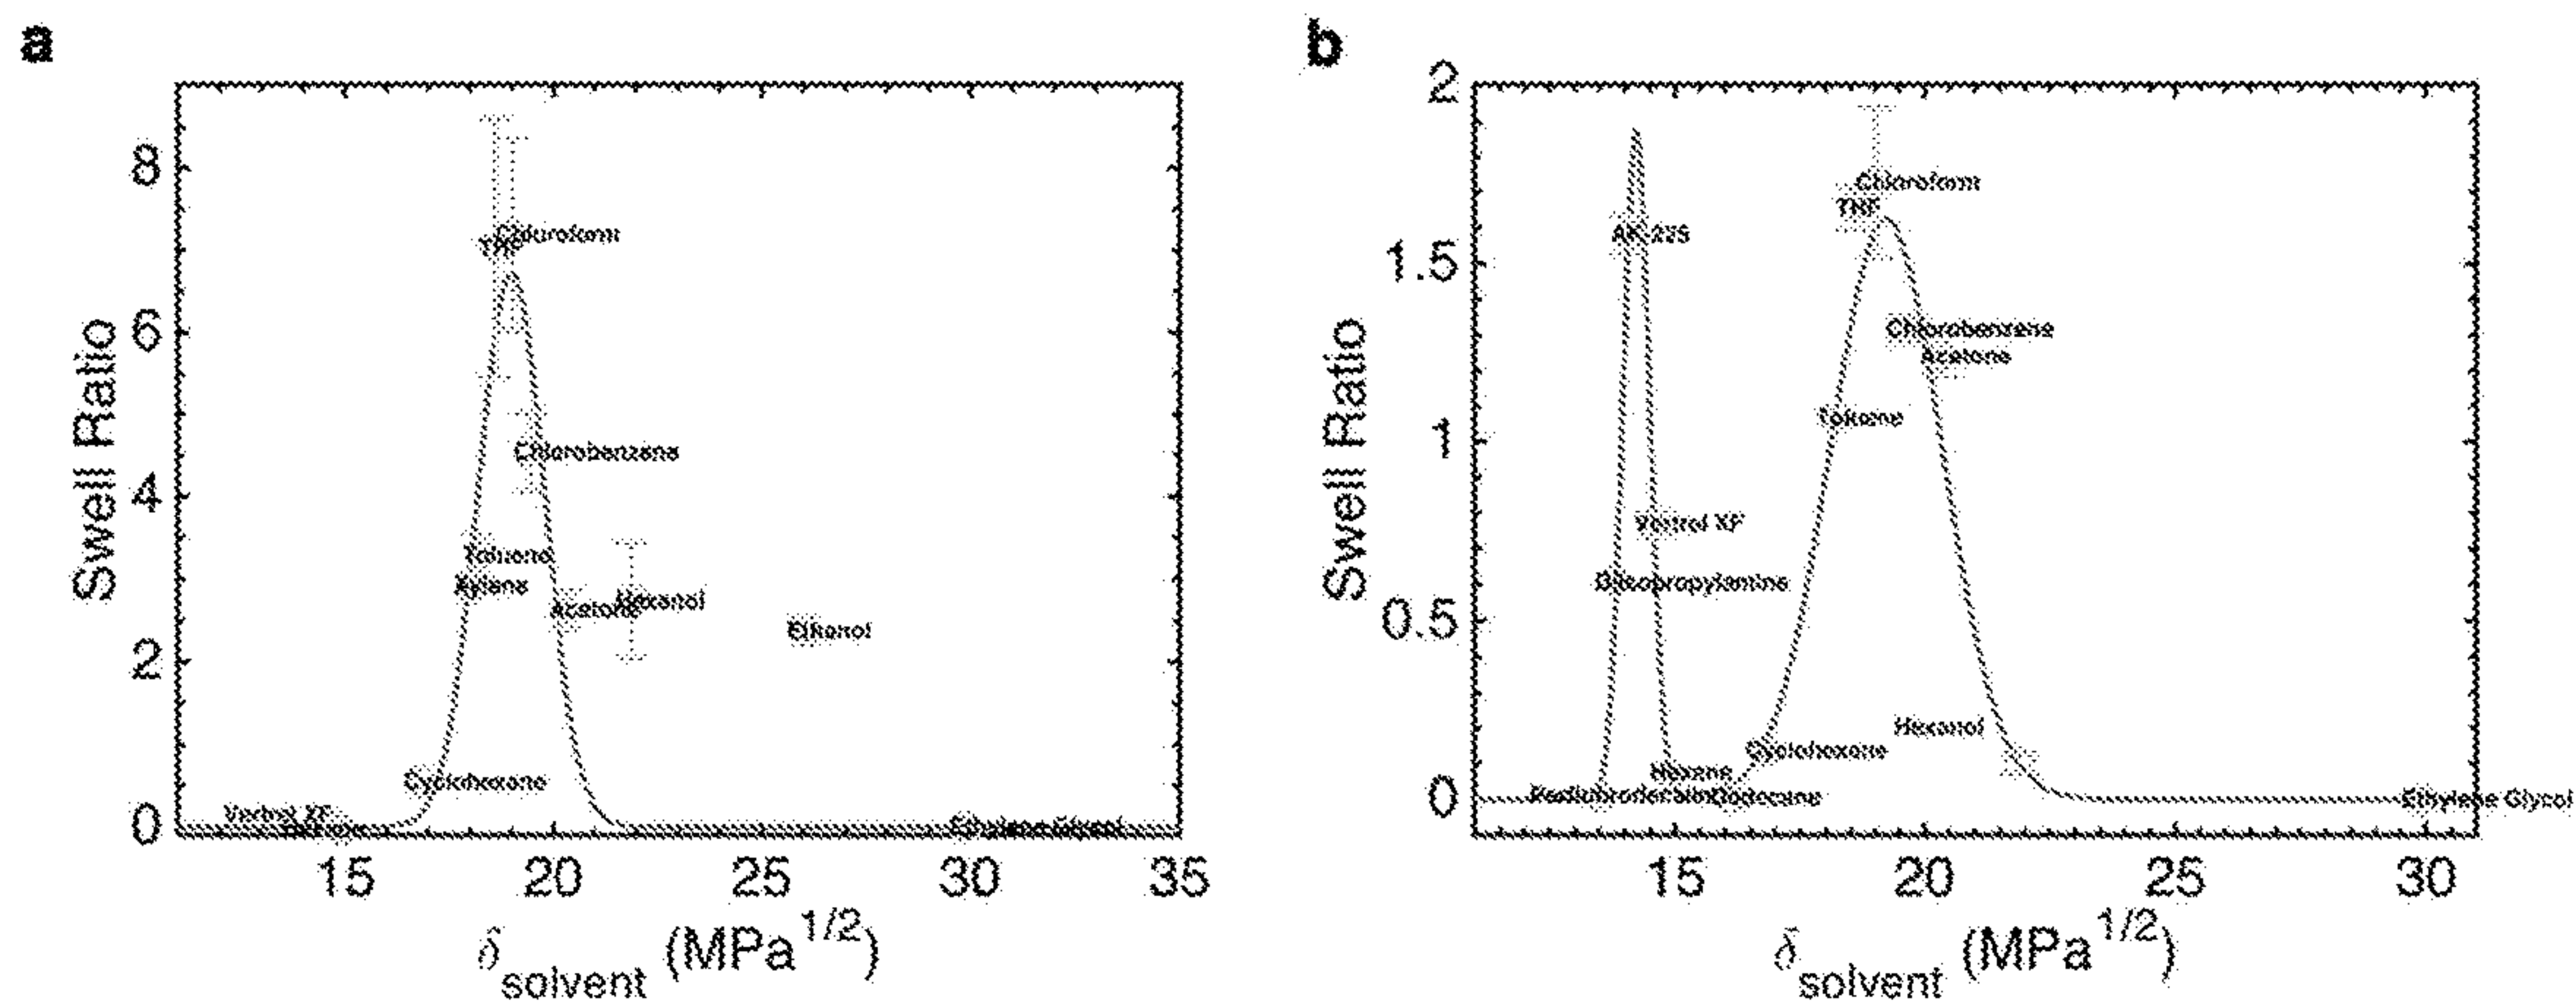 a
8
6
4
2
0
Swell Ratio
Chloroform
THF
Chlorobenzene
Toluene
Xylene
Acetone
Hexanol
Ethanol
Cyclohexane
Vertrel XF
15
20
25
30
35
δsolvent (MPa1/2)
b
2
1.5
1
0.5
0
Swell Ratio
Chloroform
THF
AK-225
Chlorobenzene
Acetone
Toluene
Vertrel XF
Diisopropylamine
Hexanol
Cyclohexane
Hexane
Dodecane
Ethylene Glycol
15
20
25
30
δsolvent (MPa1/2)